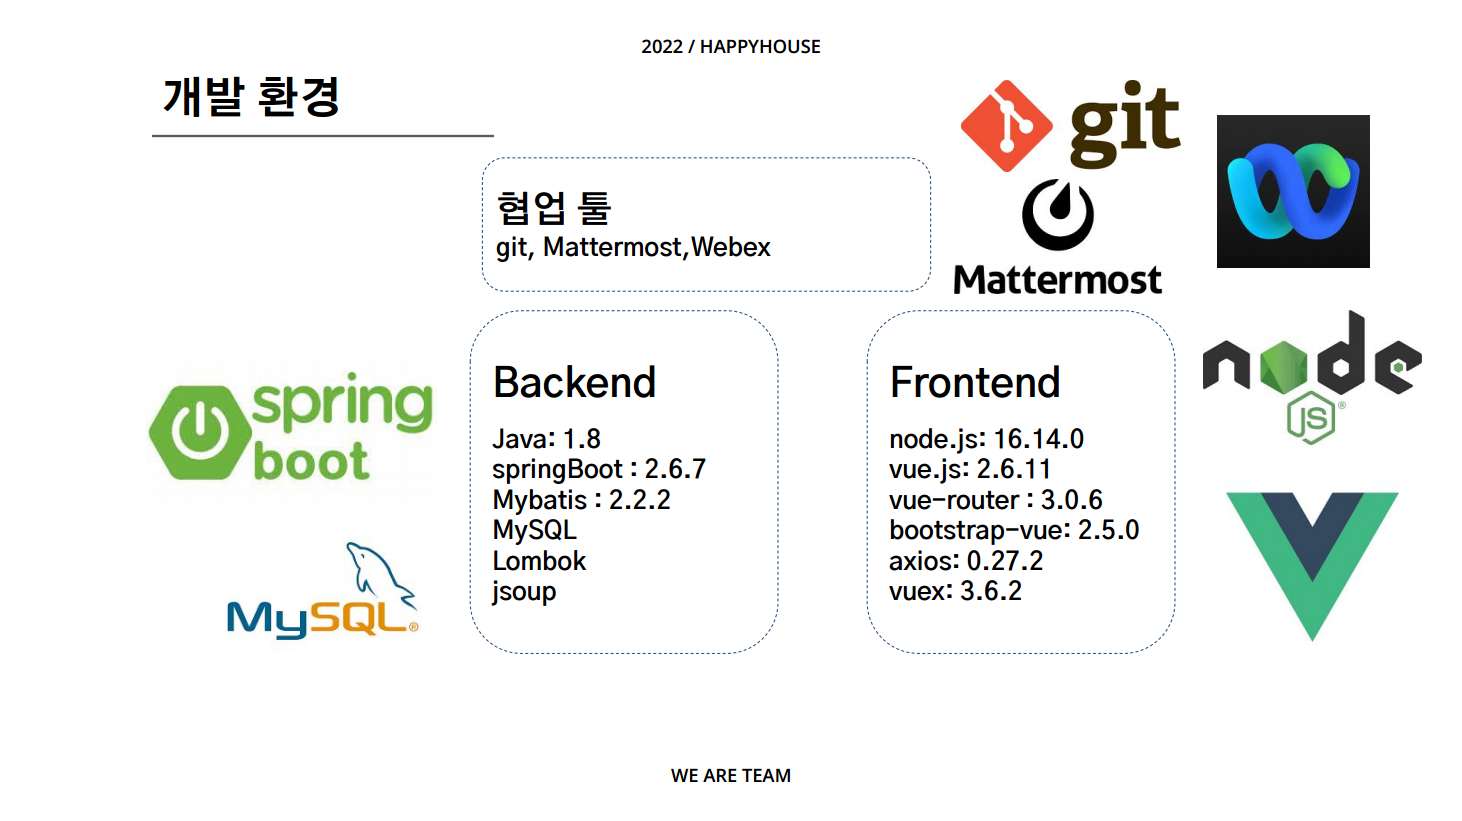 2022 / HAPPYHOUSE
개발 환경
git
협업 툴
git, Mattermost,Webex
Mattermost
node
JS®
spring
boot
Backend
Java: 1.8
springBoot : 2.6.7
Mybatis : 2.2.2
MySQL
Lombok
jsoup
Frontend
node.js: 16.14.0
vue.js: 2.6.11
vue-router : 3.0.6
bootstrap-vue: 2.5.0
axios: 0.27.2
vuex: 3.6.2
MySQL®
WE ARE TEAM